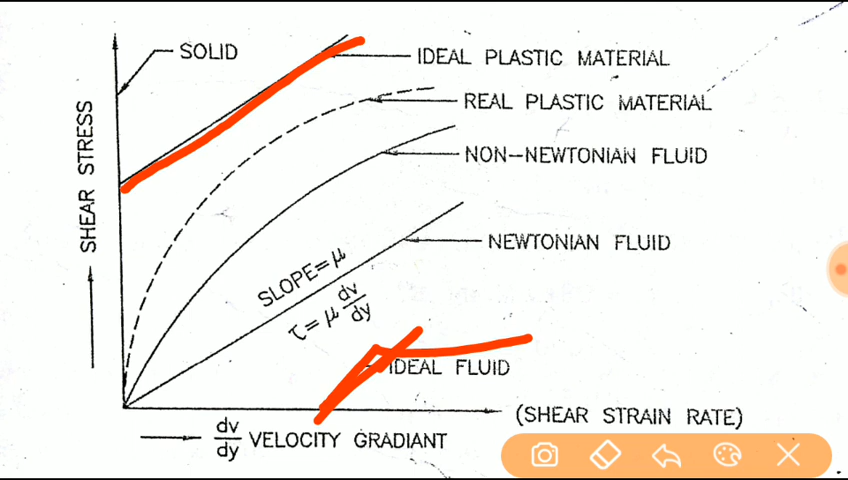 SOLID
IDEAL PLASTIC MATERIAL
REAL PLASTIC MATERIAL
NON-NEWTONIAN FLUID
SHEAR STRESS
NEWTONIAN FLUID
SLOPE=μ
τ=μ dv/dy
IDEAL FLUID
(SHEAR STRAIN RATE)
dv/dy VELOCITY GRADIANT